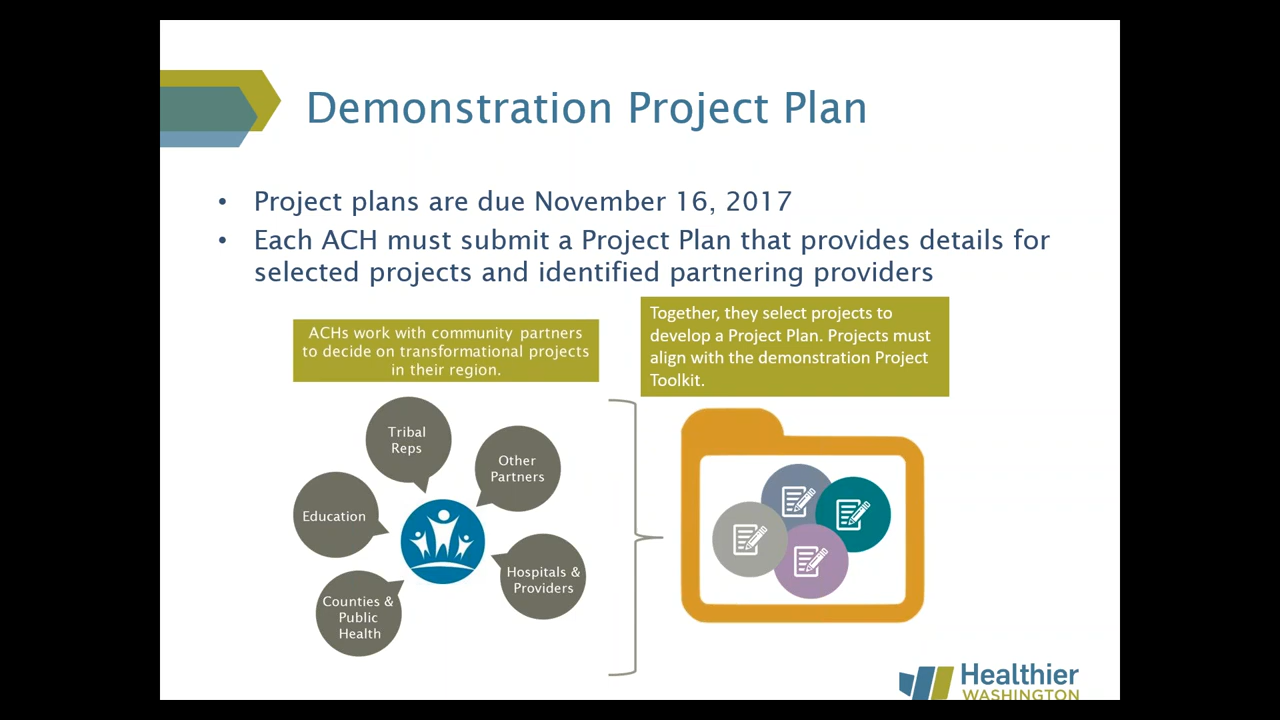 Demonstration Project Plan
• Project plans are due November 16, 2017
• Each ACH must submit a Project Plan that provides details for
selected projects and identified partnering providers
ACHs work with community partners
to decide on transformational projects
in their region.
Together, they select projects to
develop a Project Plan. Projects must
align with the demonstration Project
Toolkit.
Tribal
Reps
Other
Partners
Education
Hospitals &
Providers
Counties &
Public
Health
Healthier
WASHINGTON